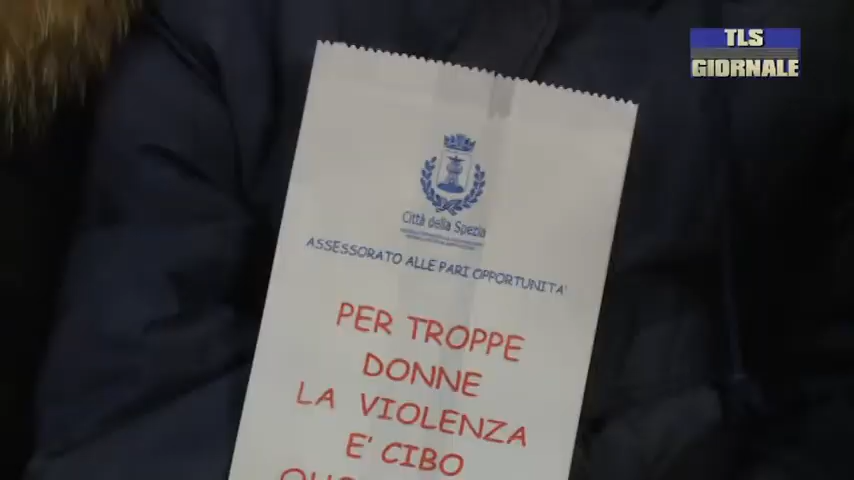 TLS
GIORNALE
Città della Spezia
ASSESSORATO ALLE PARI OPPORTUNITA'
PER TROPPE
DONNE
LA VIOLENZA
E' CIBO